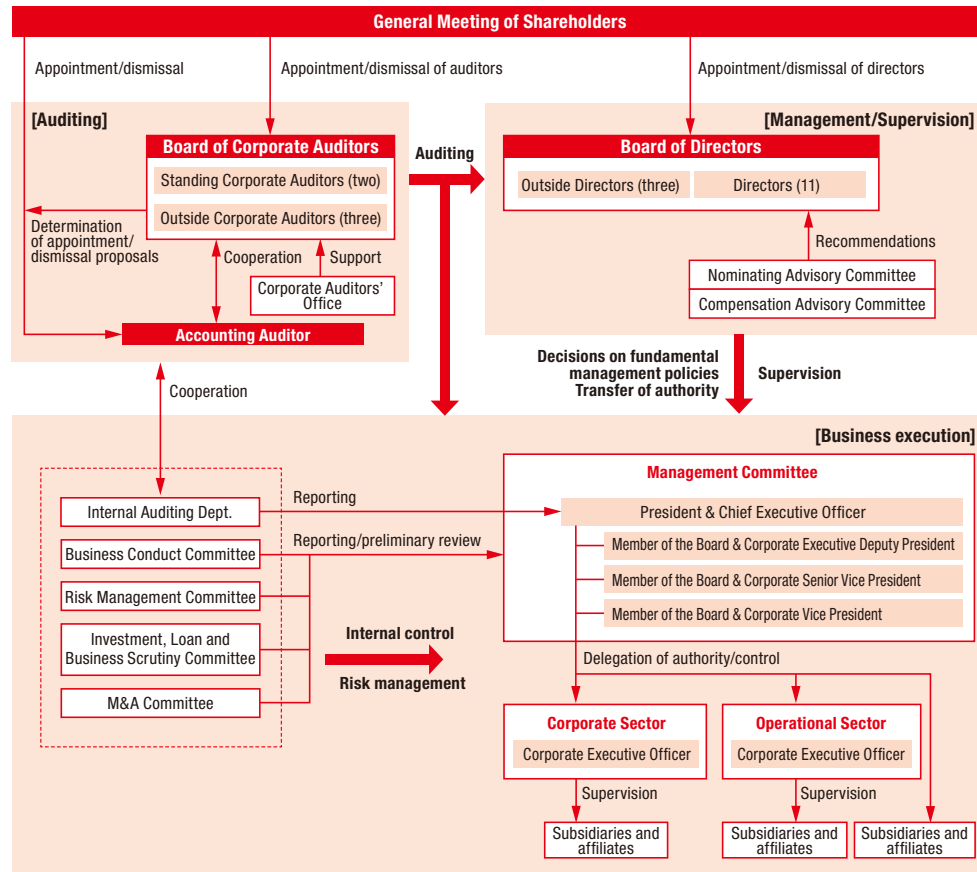 General Meeting of Shareholders
Appointment/dismissal
Appointment/dismissal of auditors
Appointment/dismissal of directors
[Auditing]
Board of Corporate Auditors
Standing Corporate Auditors (two)
Outside Corporate Auditors (three)
Determination
of appointment/
dismissal proposals
Cooperation
Support
Corporate Auditors'
Office
Accounting Auditor
Auditing
[Management/Supervision]
Board of Directors
Outside Directors (three)
Directors (11)
Recommendations
Nominating Advisory Committee
Compensation Advisory Committee
Decisions on fundamental
management policies
Transfer of authority
Supervision
Cooperation
[Business execution]
Internal Auditing Dept.
Business Conduct Committee
Risk Management Committee
Investment, Loan and
Business Scrutiny Committee
M&A Committee
Reporting
Reporting/preliminary review
Internal control
Risk management
Management Committee
President & Chief Executive Officer
Member of the Board & Corporate Executive Deputy President
Member of the Board & Corporate Senior Vice President
Member of the Board & Corporate Vice President
Delegation of authority/control
Corporate Sector
Corporate Executive Officer
Operational Sector
Corporate Executive Officer
Supervision
Supervision
Subsidiaries and
affiliates
Subsidiaries and
affiliates
Subsidiaries and
affiliates